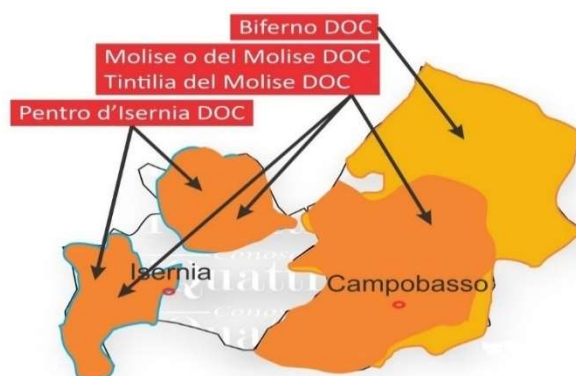 Biferno DOC
Molise o del Molise DOC
Tintilia del Molise DOC
Pentro d'Isernia DOC
Isernia
Campobasso